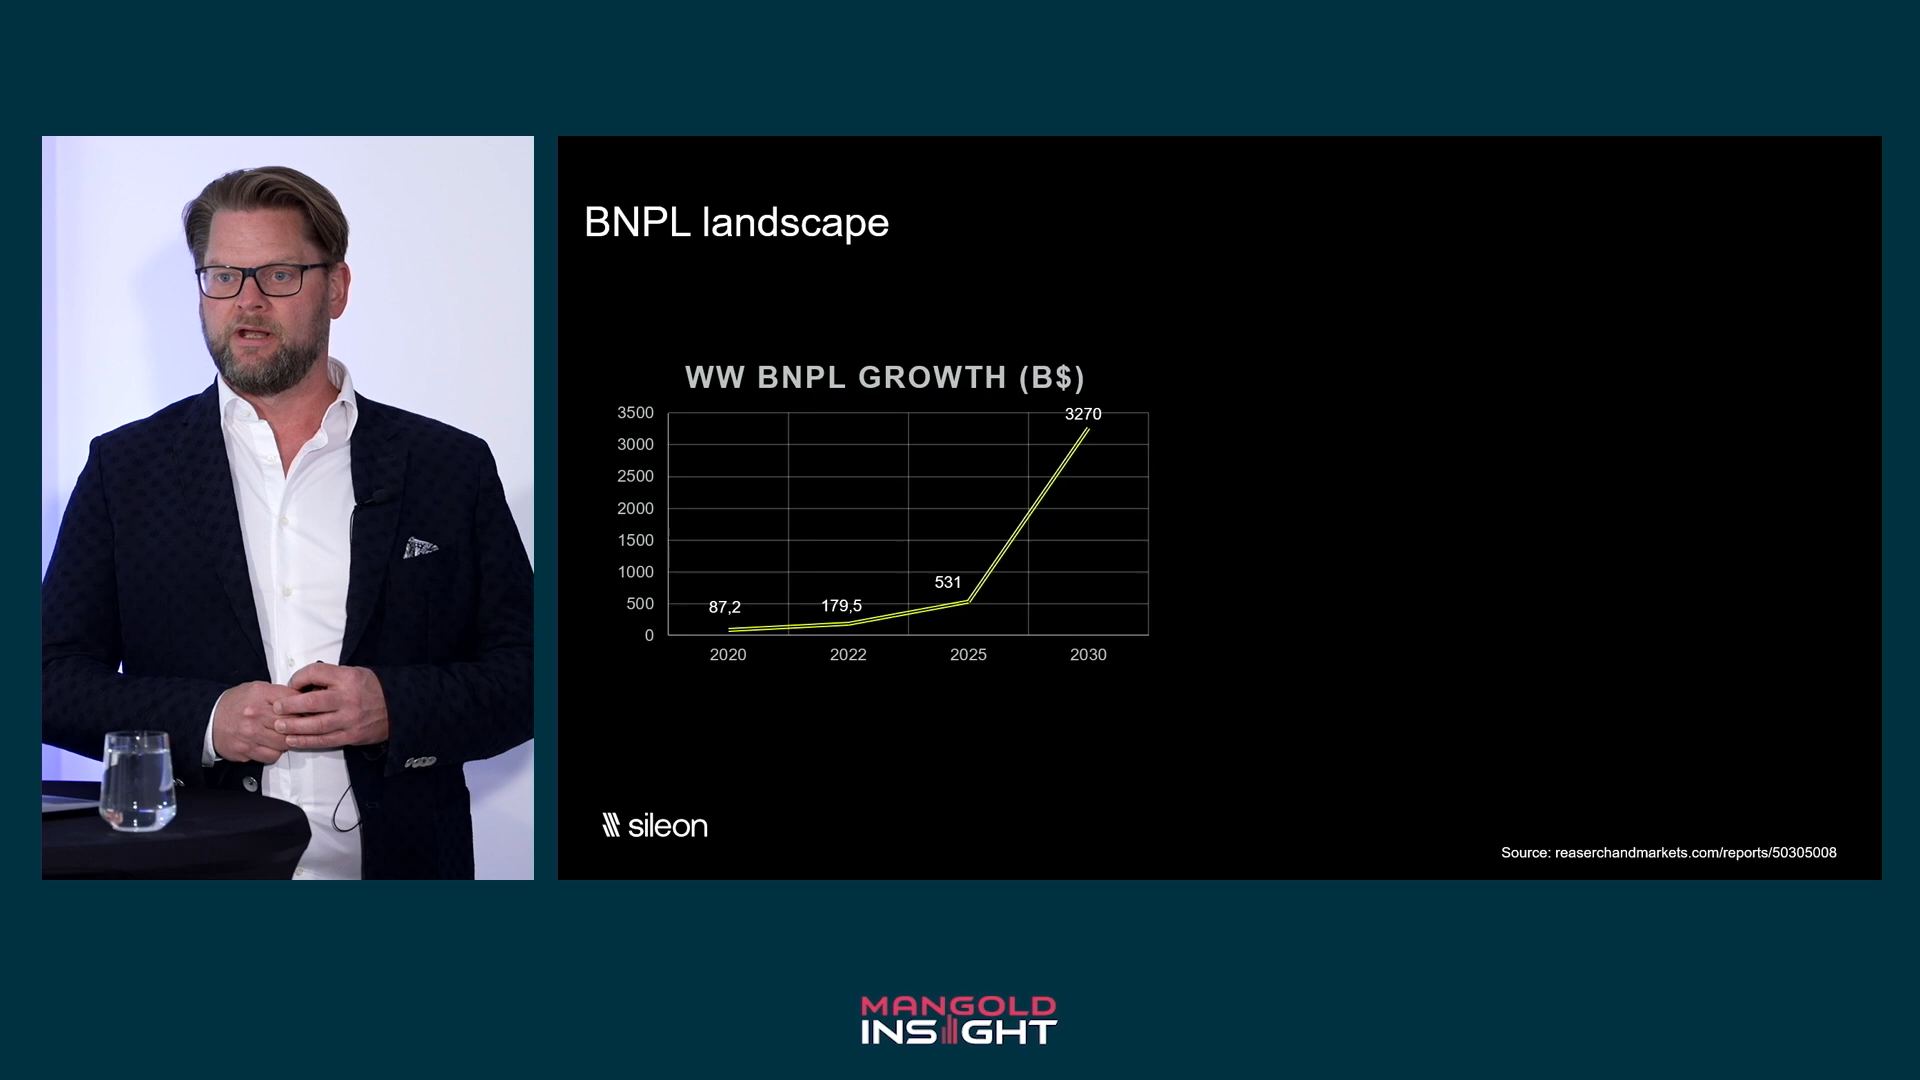 BNPL landscape
WW BNPL GROWTH (B$)
3500
3000
2500
2000
1500
1000
500
0
87,2
179,5
531
3270
2020
2022
2025
2030
sileon
Source: reaserchandmarkets.com/reports/50305008
MANGOLD
INSIGHT